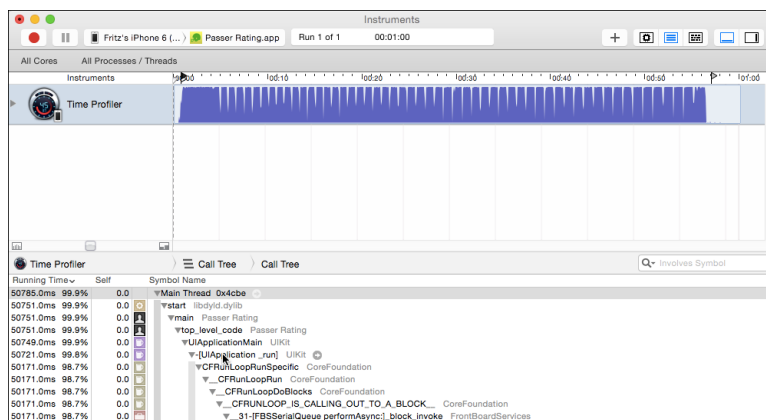 Instruments
Fritz's iPhone 6 (...) Passer Rating.app Run 1 of 1 00:01:00
All Cores All Processes / Threads
Instruments 00:10 00:20 00:30 00:40 00:50 01:00
Time Profiler
Time Profiler Call Tree Call Tree Involves Symbol
Running Time Self Symbol Name
50785.0ms 99.9% 0.0 Main Thread 0x4cbe
50751.0ms 99.9% 0.0 start libdyld.dylib
50751.0ms 99.9% 0.0 main Passer Rating
50751.0ms 99.9% 0.0 top_level_code Passer Rating
50749.0ms 99.9% 0.0 UIApplicationMain UIKit
50721.0ms 99.8% 0.0 -[UIApplication _run] UIKit
50171.0ms 98.7% 0.0 CFRunLoopRunSpecific CoreFoundation
50171.0ms 98.7% 0.0 __CFRunLoopRun CoreFoundation
50171.0ms 98.7% 0.0 __CFRunLoopDoBlocks CoreFoundation
50171.0ms 98.7% 0.0 __CFRUNLOOP_IS_CALLING_OUT_TO_A_BLOCK__ CoreFoundation
50171.0ms 98.7% 0.0 __31-[FBSSerialQueue performAsync:]_block_invoke FrontBoardServices